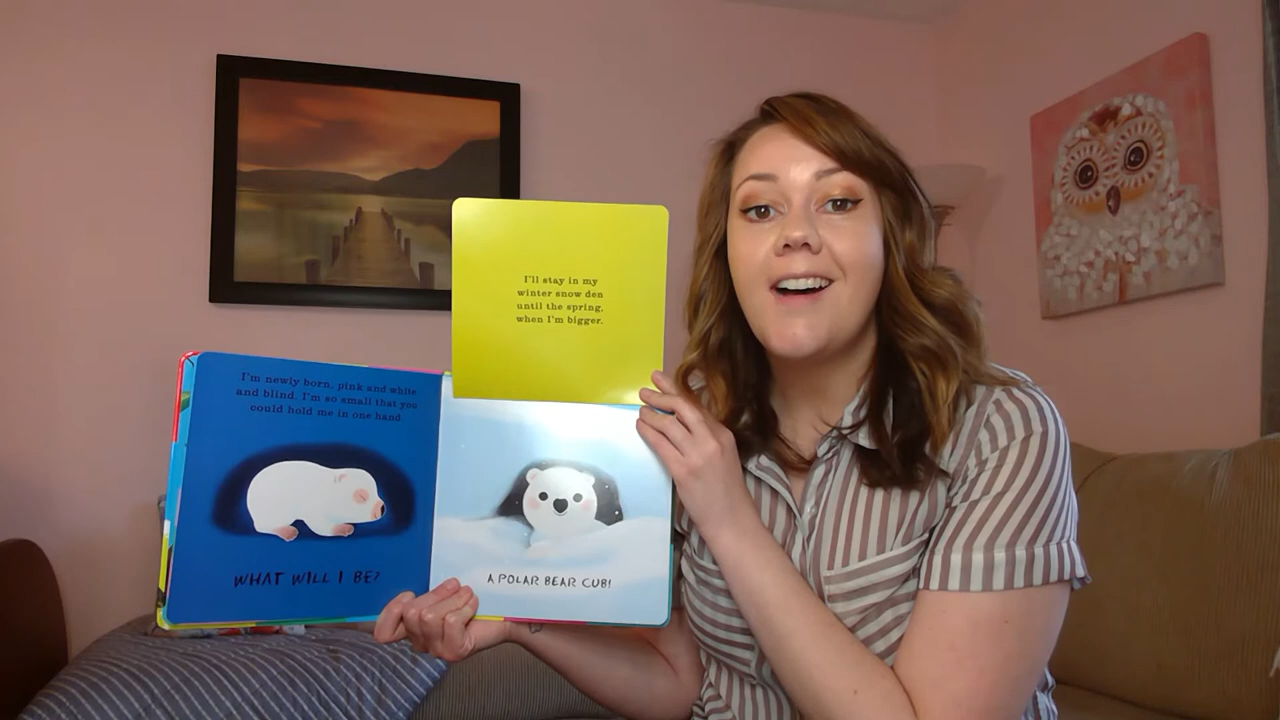 I'm newly born, pink and white
and blind. I'm so small that you
could hold me in one hand.
WHAT WILL I BE?
I'll stay in my
winter snow den
until the spring,
when I'm bigger.
A POLAR BEAR CUB!